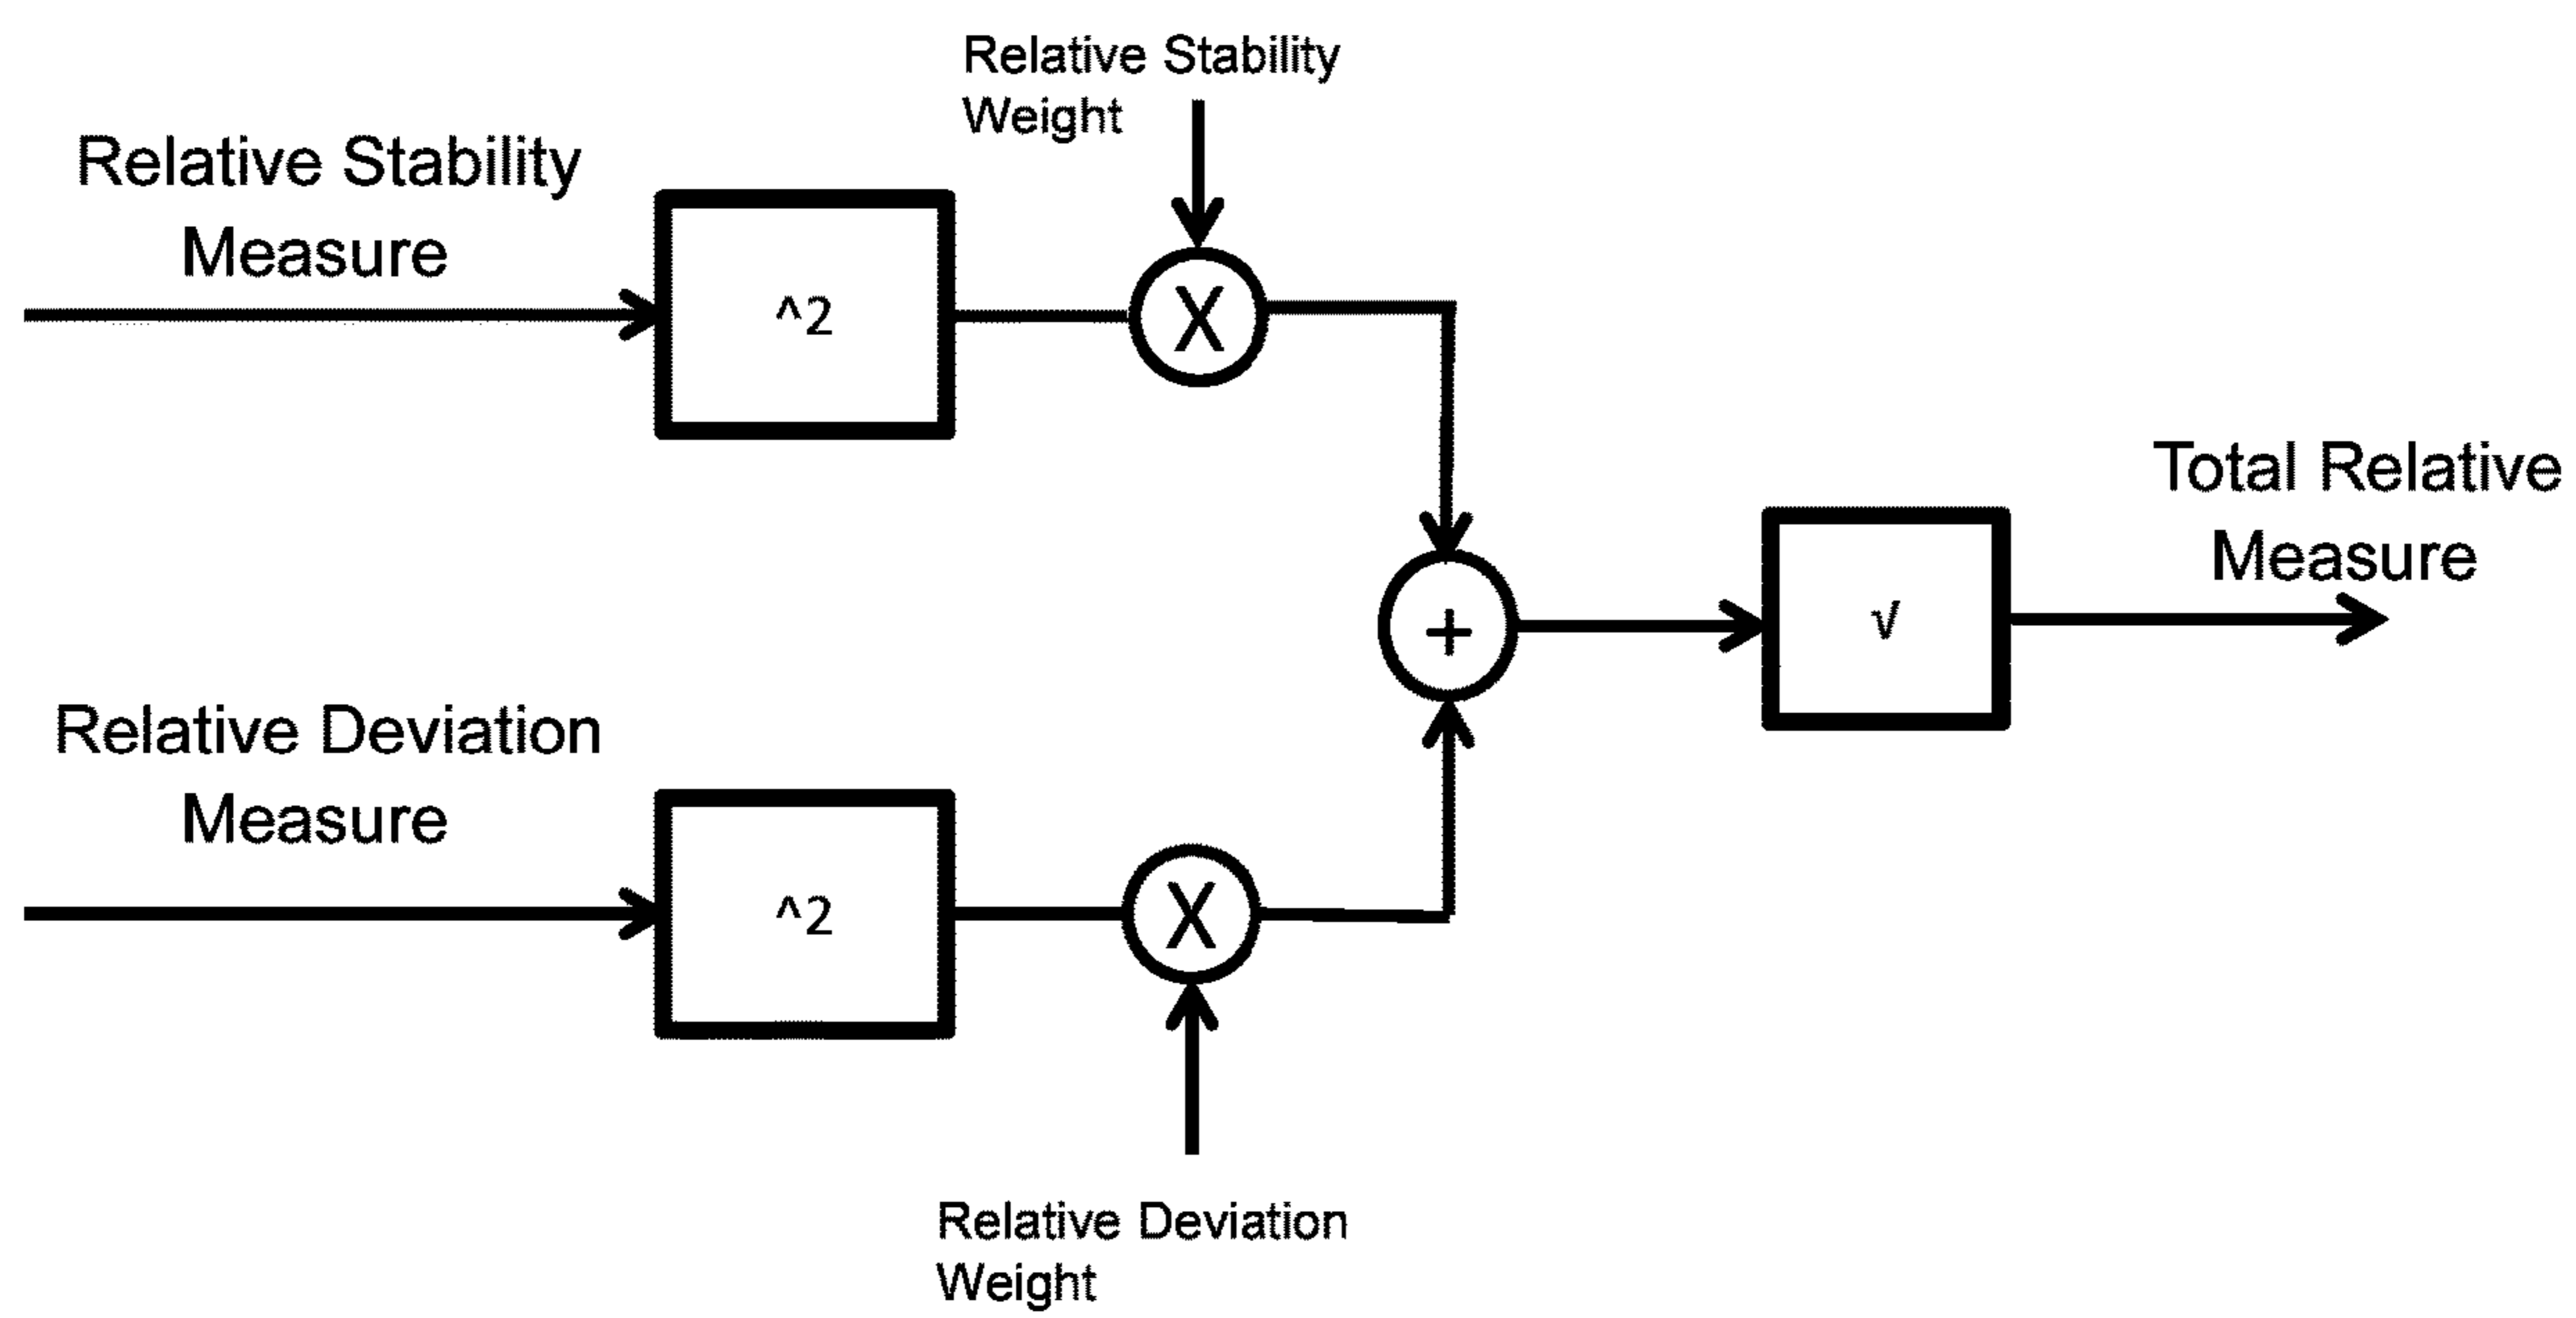 Relative Stability
Weight
Relative Stability
Measure
^2
X
Total Relative
Measure
+
√
Relative Deviation
Measure
^2
X
Relative Deviation
Weight